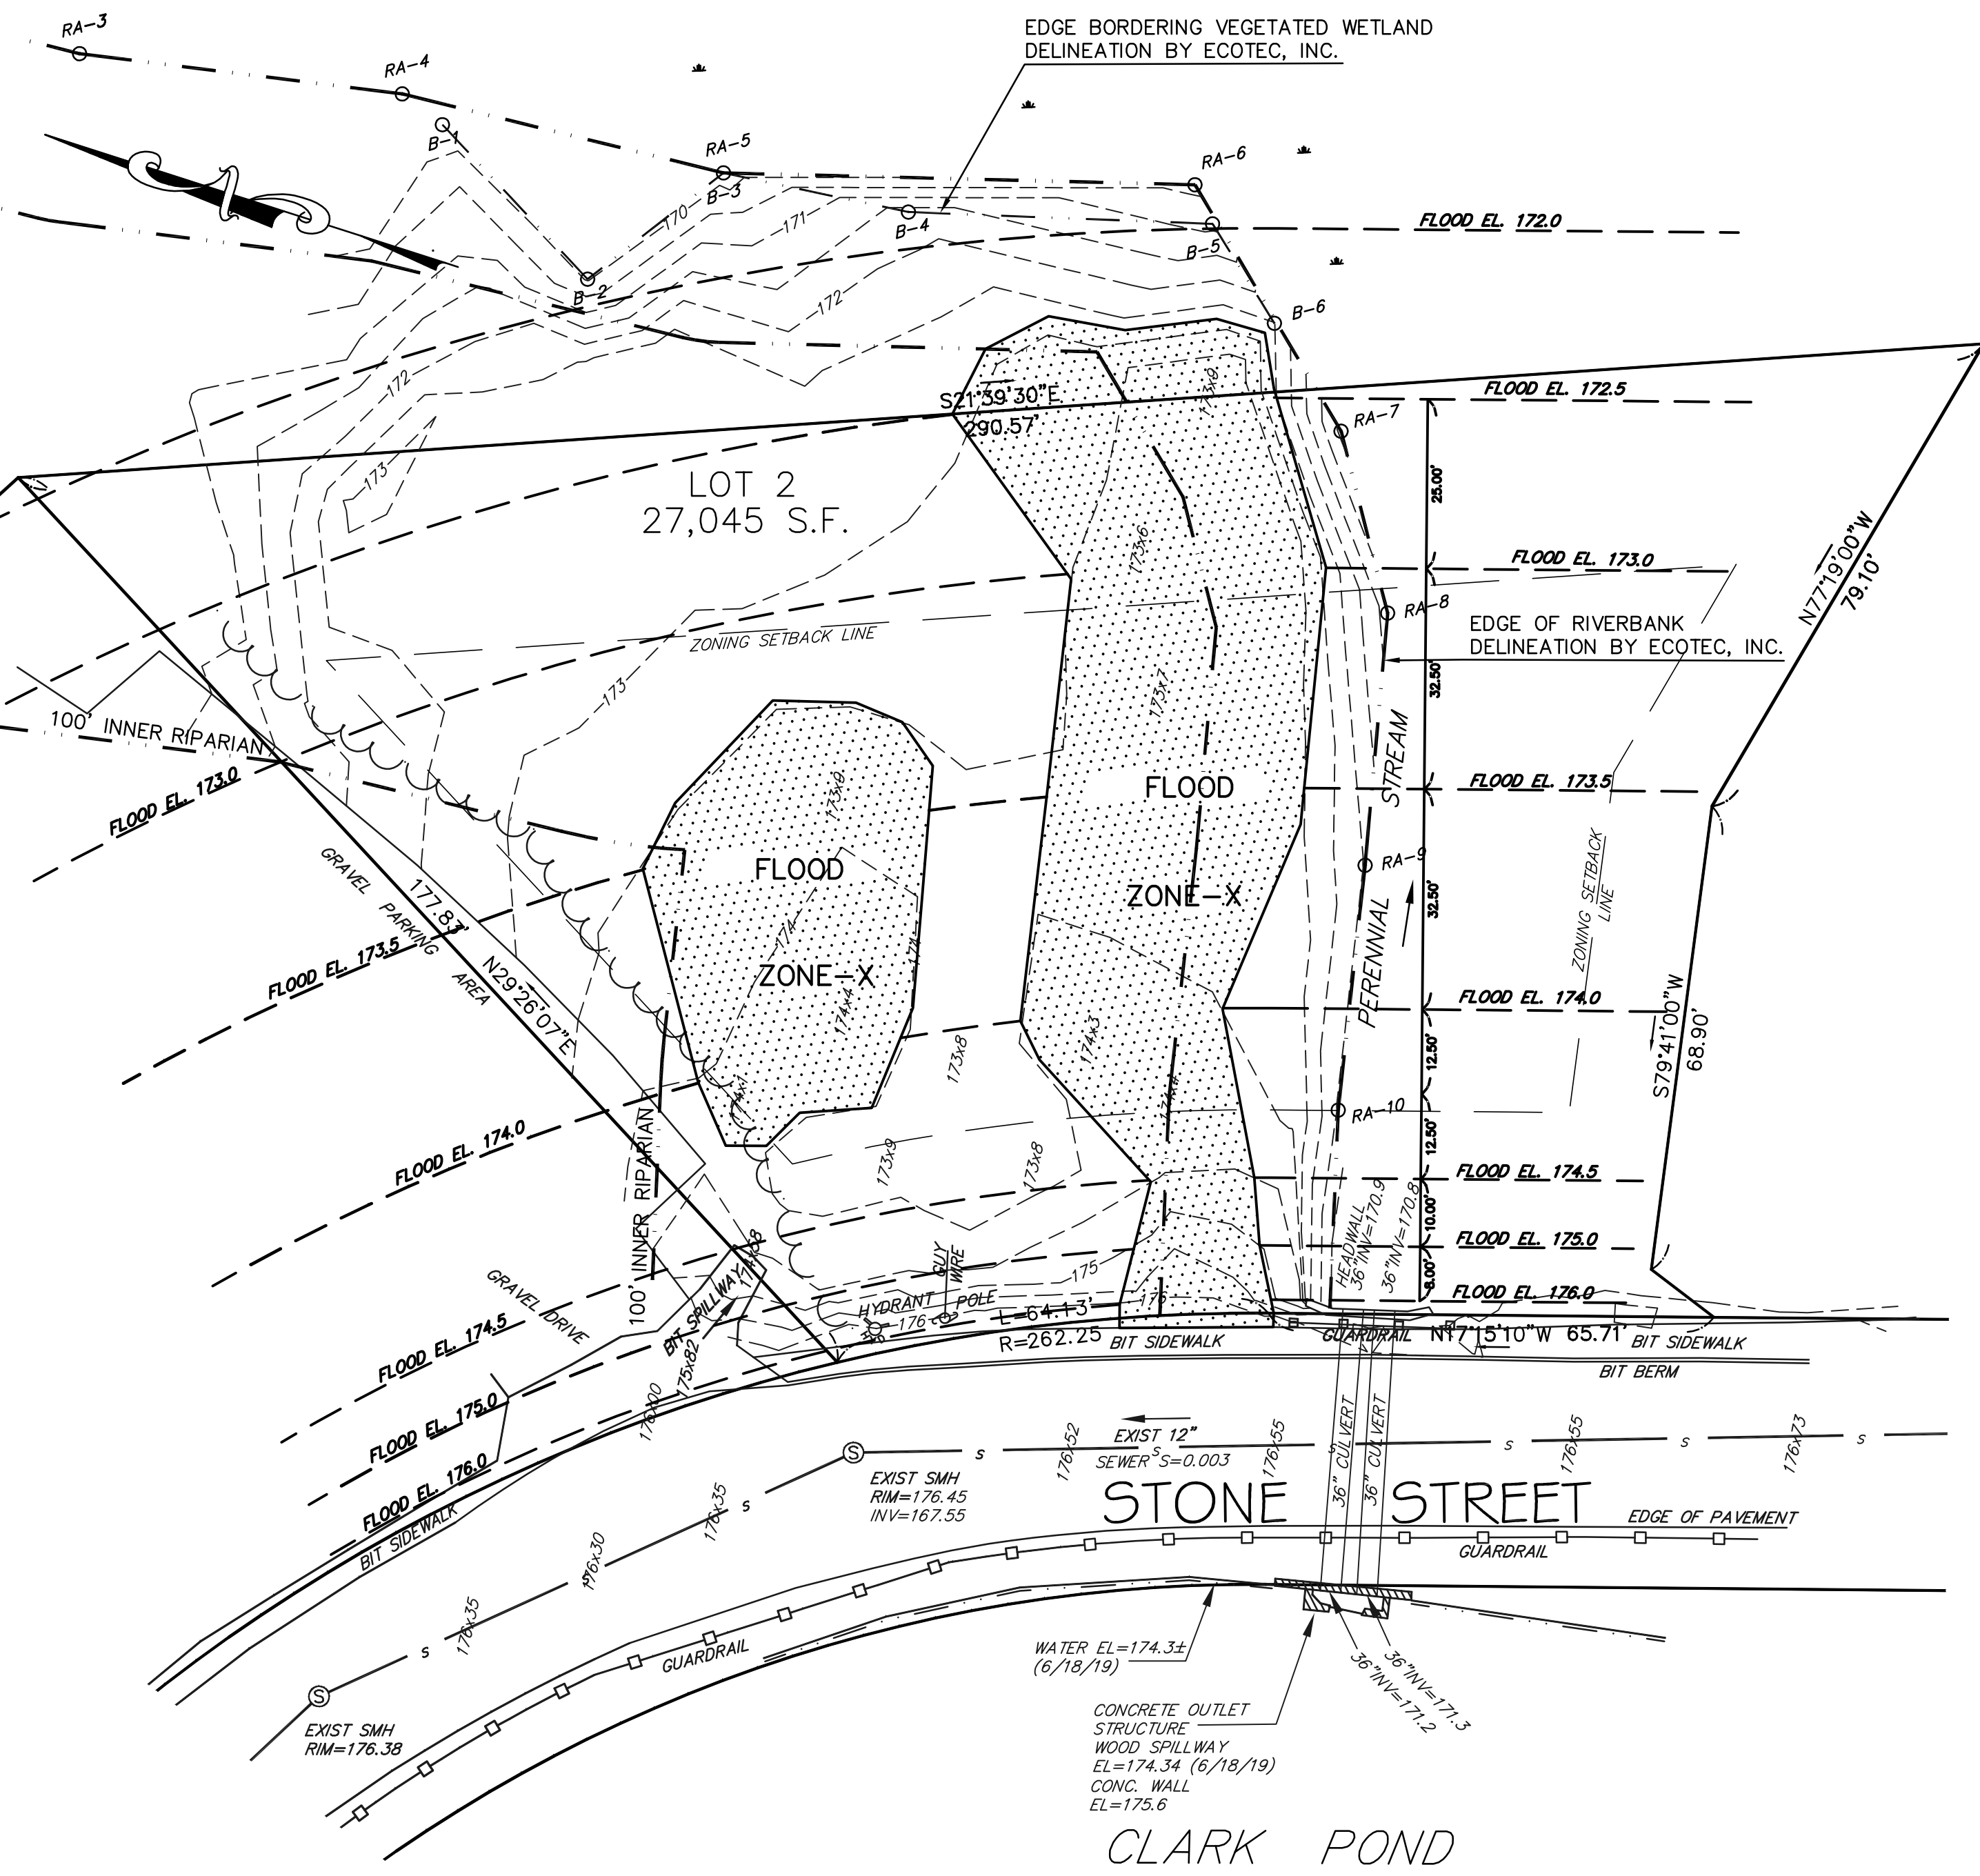 RA-3
EDGE BORDERING VEGETATED WETLAND
DELINEATION BY ECOTEC, INC.
RA-4
B-1
RA-5
RA-6
B-3
170
171
B-4
B-5
FLOOD EL. 172.0
B-2
172
B-6
172
S21°39'30"E
290.57'
173x9
FLOOD EL. 172.5
RA-7
173
LOT 2
27,045 S.F.
25.00'
173x6
FLOOD EL. 173.0
N77°19'00"W
79.10'
RA-8
ZONING SETBACK LINE
EDGE OF RIVERBANK
DELINEATION BY ECOTEC, INC.
173
173x7
32.50'
100' INNER RIPARIAN
FLOOD EL. 173.0
173x9
FLOOD
ZONE-X
STREAM
FLOOD EL. 173.5
FLOOD
ZONE-X
RA-9
GRAVEL PARKING AREA
177.83'
N29°26'07"E
174
174
174x4
PERENNIAL
32.50'
ZONING SETBACK
LINE
FLOOD EL. 173.5
FLOOD EL. 174.0
S79°41'00"W
68.90'
173x8
174x3
12.50'
174x1
174x4
RA-10
12.50'
FLOOD EL. 174.0
100' INNER RIPARIAN
173x9
173x8
FLOOD EL. 174.5
HEADWALL
36"INV=170.9
36"INV=170.8
10.00'
FLOOD EL. 175.0
8.00'
GRAVEL DRIVE
BIT SPILLWAY
174x58
GUY
WIRE
175
176
FLOOD EL. 176.0
HYDRANT
POLE
176
L=64.13'
R=262.25
BIT SIDEWALK
GUARDRAIL
N17°15'10"W 65.71'
BIT SIDEWALK
BIT BERM
FLOOD EL. 174.5
175x82
176x00
FLOOD EL. 175.0
FLOOD EL. 176.0
BIT SIDEWALK
EXIST 12"
SEWER S=0.003
S
176x52
176x55
36" CULVERT
36" CULVERT
176x55
176x73
S
S
S
S
S
S
EXIST SMH
RIM=176.45
INV=167.55
STONE STREET
EDGE OF PAVEMENT
GUARDRAIL
176x35
S
176x30
S
176x35
S
GUARDRAIL
WATER EL=174.3±
(6/18/19)
36"INV=171.3
36"INV=171.2
S
EXIST SMH
RIM=176.38
CONCRETE OUTLET
STRUCTURE
WOOD SPILLWAY
EL=174.34 (6/18/19)
CONC. WALL
EL=175.6
CLARK POND